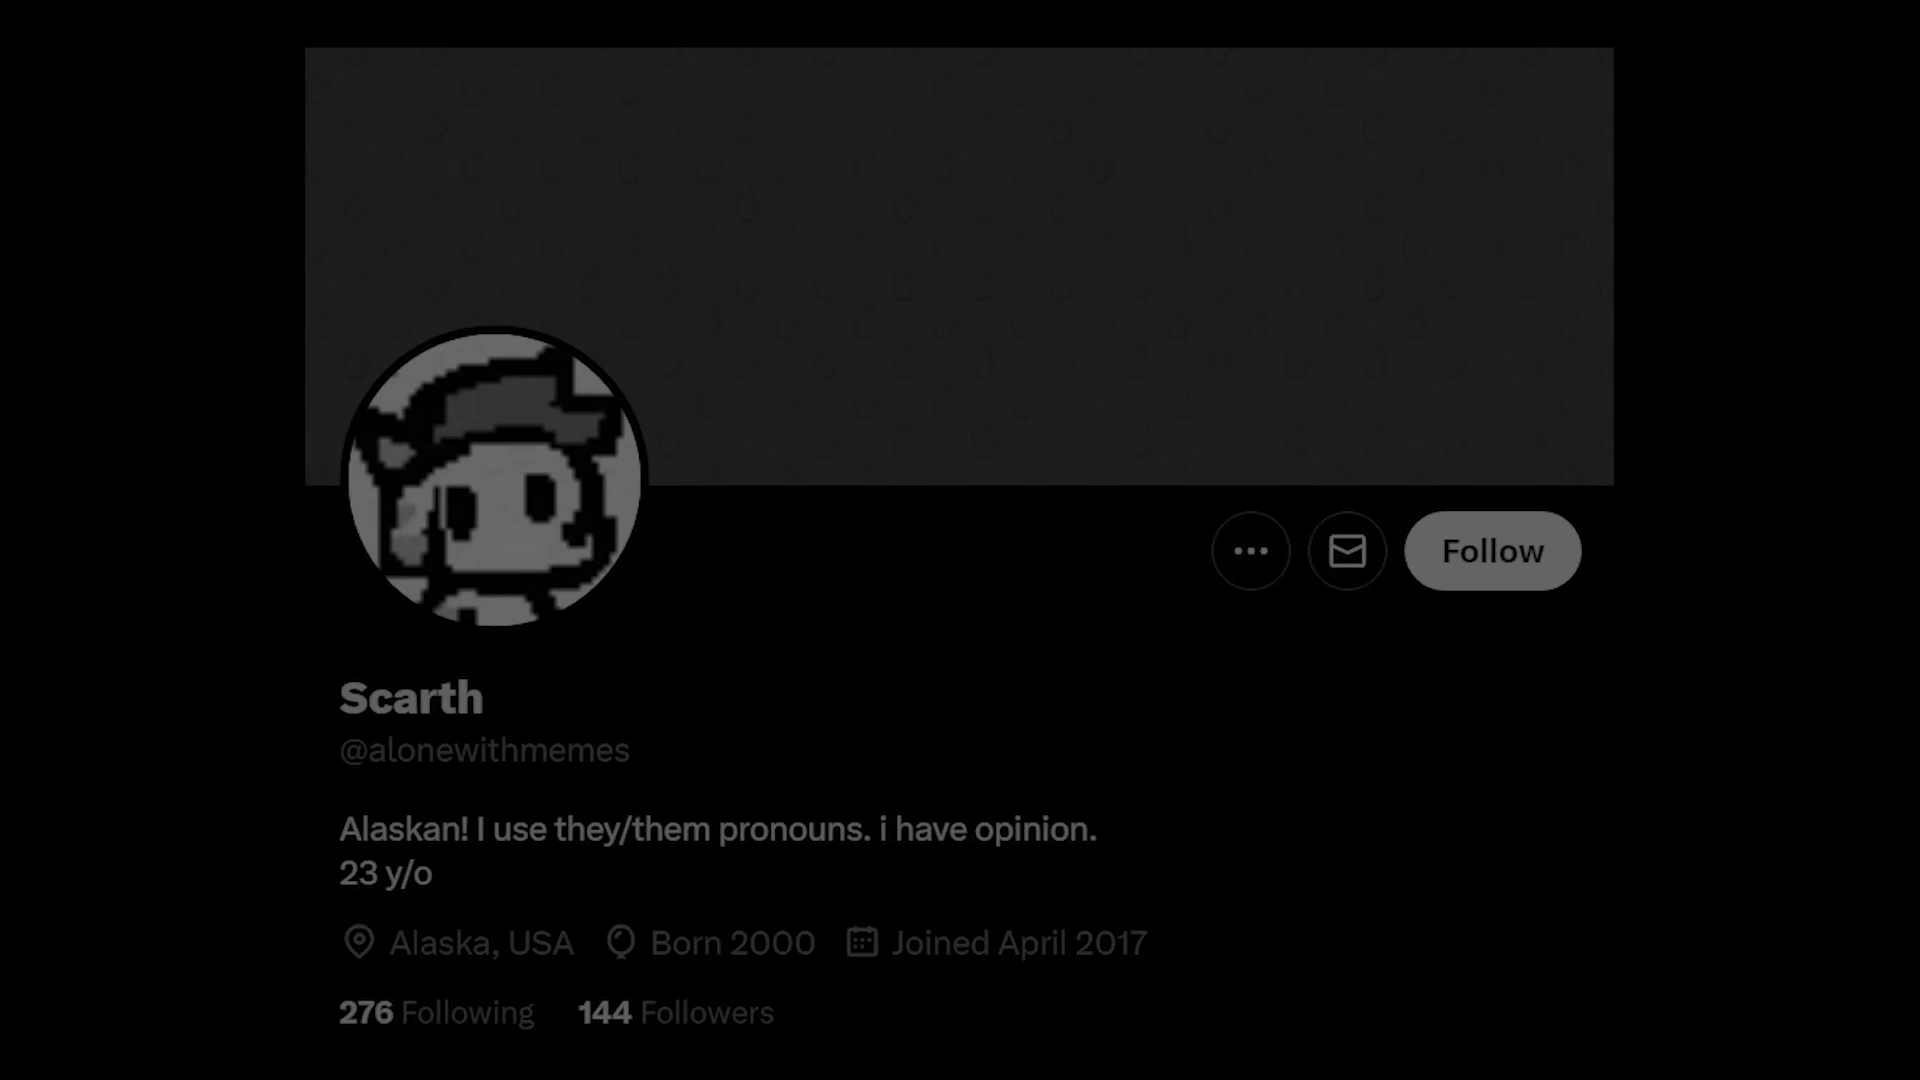 Follow
Scarth
@alonewithmemes
Alaskan! I use they/them pronouns. i have opinion.
23 y/o
Alaska, USA Born 2000 Joined April 2017
276 Following 144 Followers